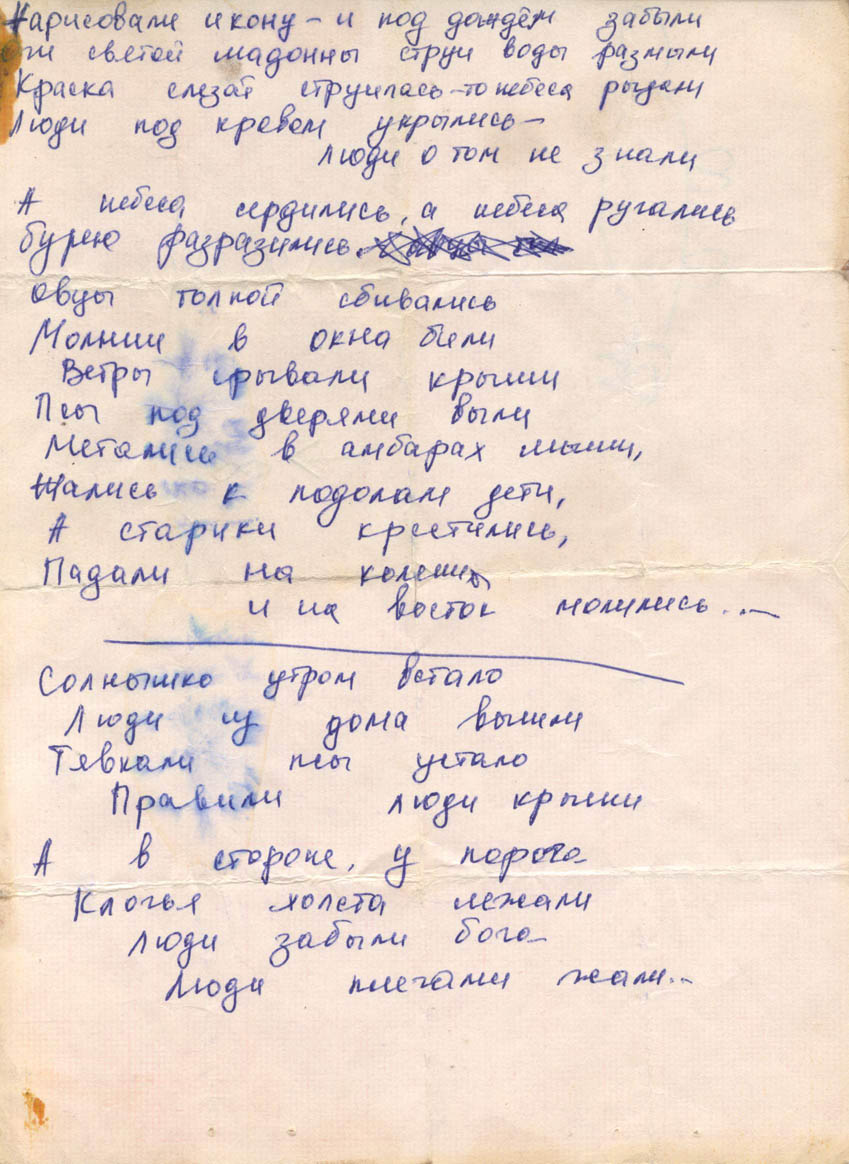 Нарисовали икону - и под дождём забыли
очи светой мадонны струи воды размыли
Краска слезой струилась - то небеса рыдали
Люди под кровом укрылись -
люди о том не знали
А небеса сердились, а небеса ругались
бурею разразились.
Овцы толпой сбивались
Молнии в окна били
Ветры срывали крыши
Псы под дверями выли
Метались в амбарах мыши,
Жались к подолам дети,
А старики крестились,
Падали на колени
и на восток молились...
Солнышко утром встало
Люди из дома вышли
Тявкали псы устало
Правили люди крыши
А в стороне, у порога
Клочья холста лежали
Люди забыли бога
Люди плечами жали...